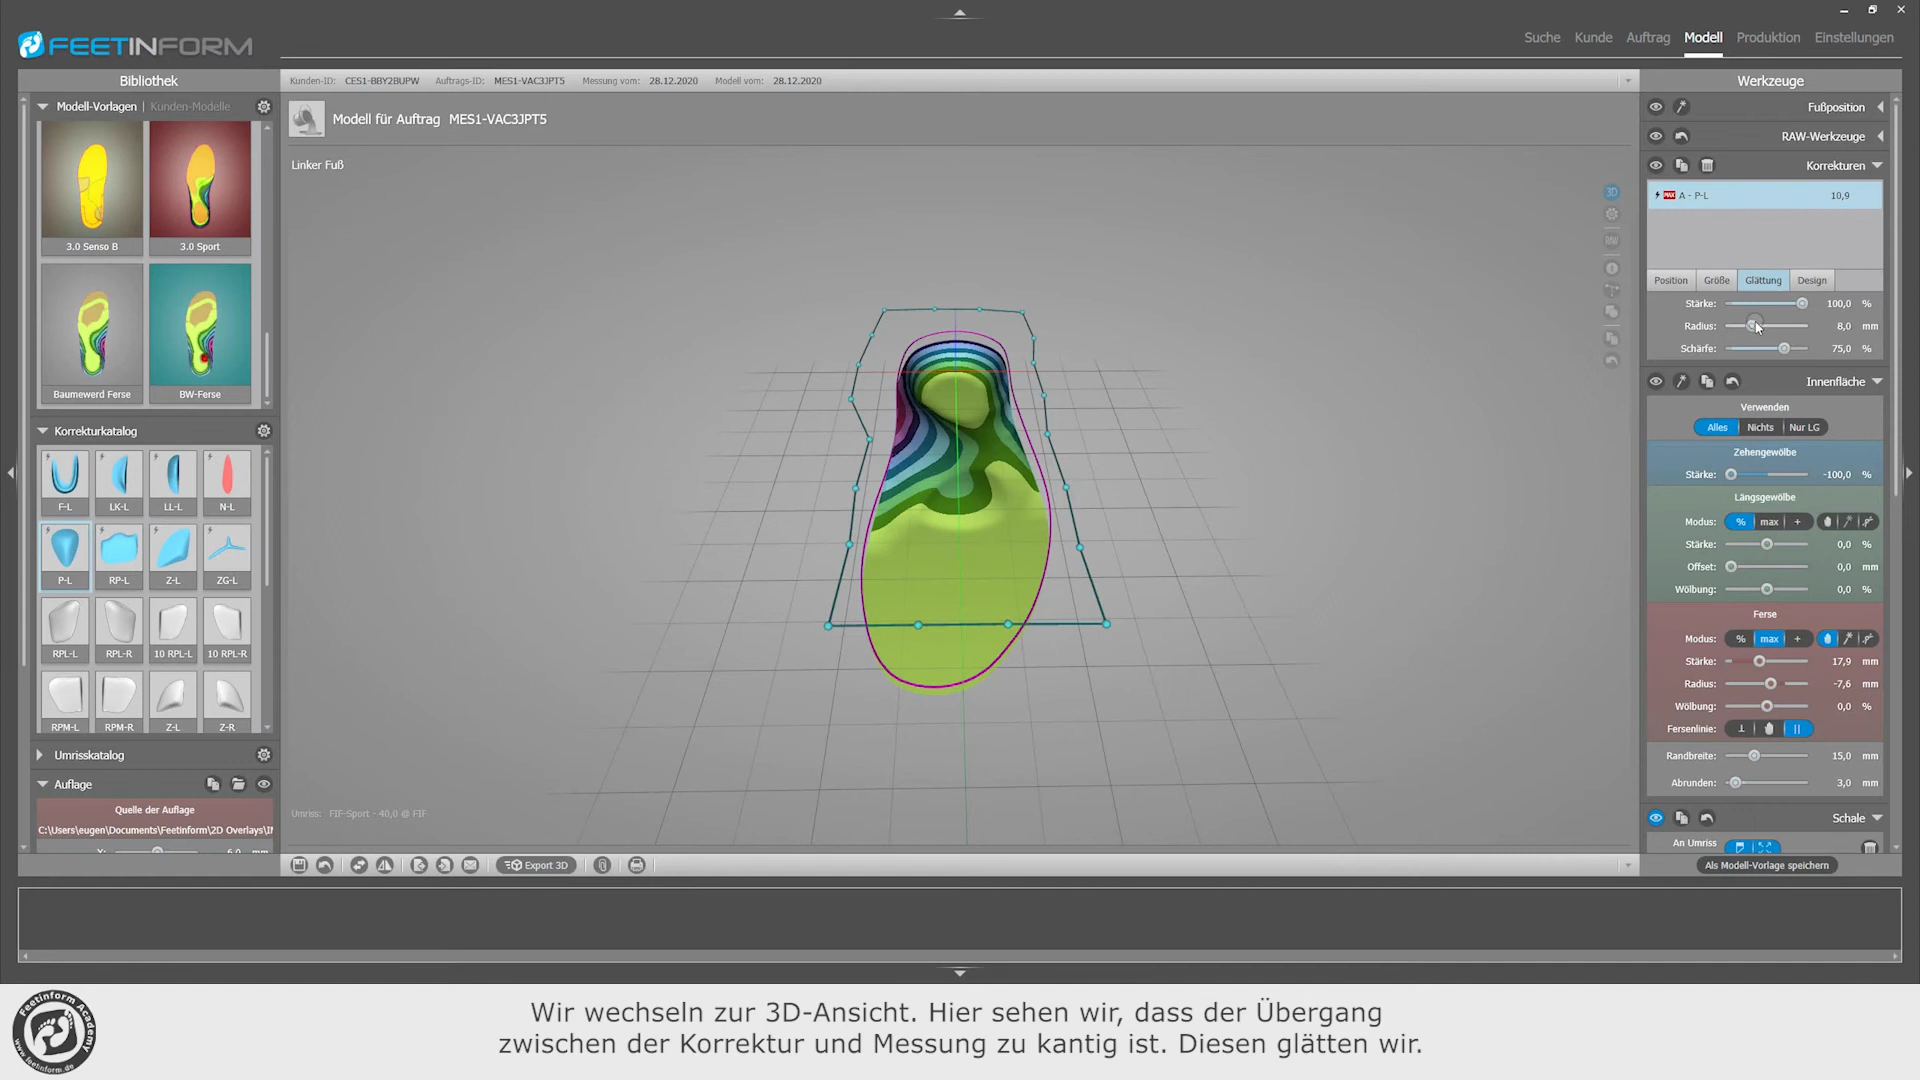 FEETINFORM
Suche Kunde Auftrag Modell Produktion Einstellungen
Bibliothek
Kunden-ID: CES1-BBY2BUPW Auftrags-ID: MES1-VAC3JPT5 Messung vom: 28.12.2020 Modell vom: 28.12.2020
Werkzeuge
Modell-Vorlagen | Kunden-Modelle
3.0 Senso B 3.0 Sport
Baumewerd Ferse BW-Ferse
Korrekturkatalog
F-L LK-L LL-L N-L
P-L RP-L Z-L ZG-L
RPL-L RPL-R 10 RPL-L 10 RPL-R
RPM-L RPM-R Z-L Z-R
Umrisskatalog
Auflage
Quelle der Auflage
C:\Users\eugen\Documents\Feetinform\2D Overlays\I
6,0 mm
Modell für Auftrag MES1-VAC3JPT5
Linker Fuß
3D
RAW
Umriss: FIF-Sport - 40,0 @ FIF
Export 3D
Fußposition
RAW-Werkzeuge
Korrekturen
MAX A - P-L 10,9
Position Größe Glättung Design
Stärke: 100,0 %
Radius: 8,0 mm
Schärfe: 75,0 %
Innenfläche
Verwenden
Alles Nichts Nur LG
Zehengewölbe
Stärke: -100,0 %
Längsgewölbe
Modus: % max +
Stärke: 0,0 %
Offset: 0,0 mm
Wölbung: 0,0 %
Ferse
Modus: % max +
Stärke: 17,9 mm
Radius: -7,6 mm
Wölbung: 0,0 %
Fersenlinie:
Randbreite: 15,0 mm
Abrunden: 3,0 mm
Schale
An Umriss
Als Modell-Vorlage speichern
Feetinform Academy
www.feetinform.de
Wir wechseln zur 3D-Ansicht. Hier sehen wir, dass der Übergang
zwischen der Korrektur und Messung zu kantig ist. Diesen glätten wir.